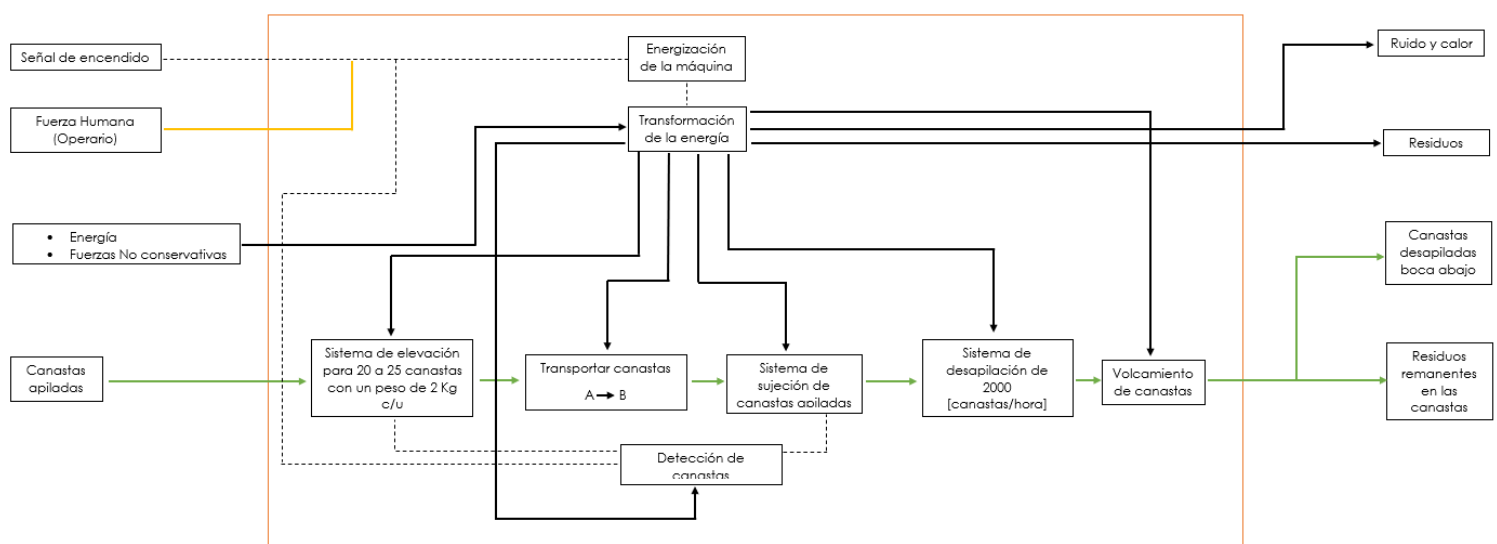 Señal de encendido
Energización
de la máquina
Ruido y calor
Fuerza Humana
(Operario)
Transformación
de la energía
Residuos
• Energía
• Fuerzas No conservativas
Canastas
desapiladas
boca abajo
Canastas
apiladas
Sistema de elevación
para 20 a 25 canastas
con un peso de 2 Kg
c/u
Transportar canastas
A → B
Sistema de
sujeción de
canastas apiladas
Sistema de
desapilación de
2000
[canastas/hora]
Volcamiento
de canastas
Residuos
remanentes
en las
canastas
Detección de
canastas